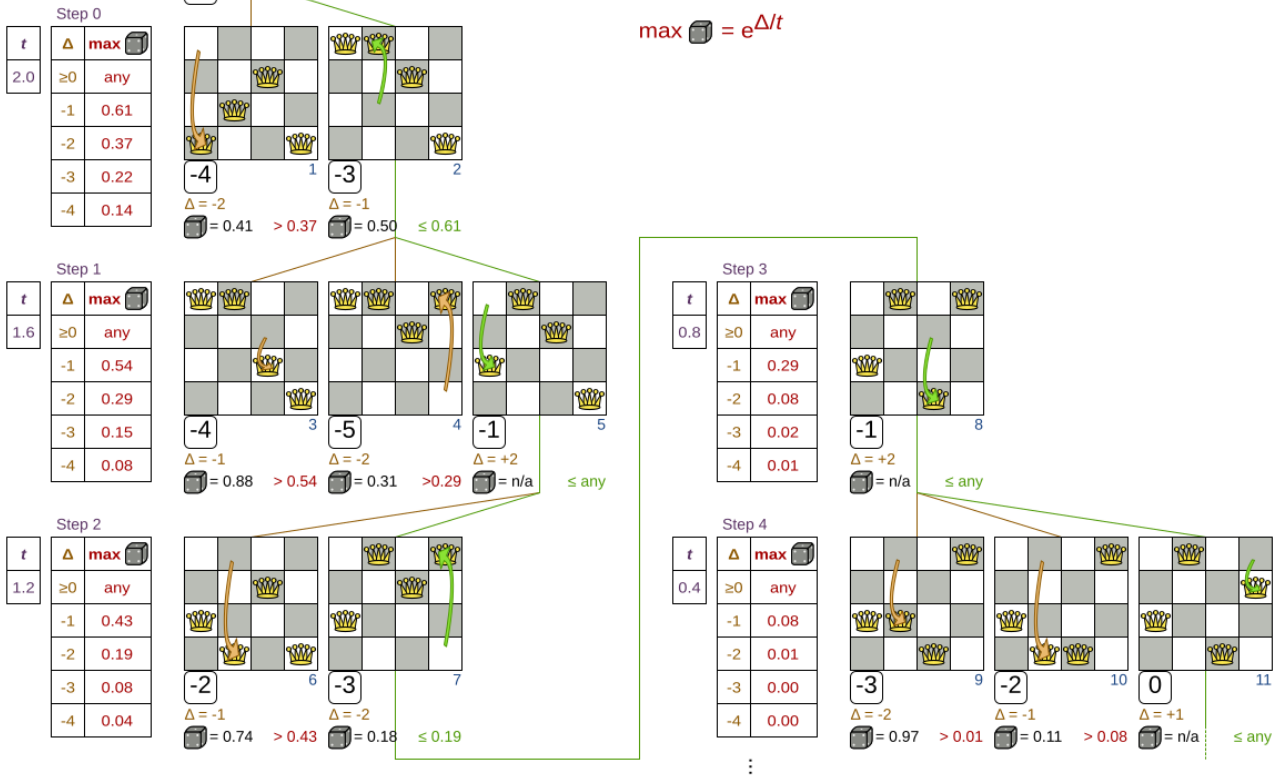 max = e^Δ/t
Step 0
t Δ max
2.0 ≥0 any
-1 0.61
-2 0.37
-3 0.22
-4 0.14
1 2
-4 -3
Δ = -2 Δ = -1
= 0.41 > 0.37 = 0.50 ≤ 0.61
Step 1
t Δ max
1.6 ≥0 any
-1 0.54
-2 0.29
-3 0.15
-4 0.08
3 4 5
-4 -5 -1
Δ = -1 Δ = -2 Δ = +2
= 0.88 > 0.54 = 0.31 >0.29 = n/a ≤ any
Step 2
t Δ max
1.2 ≥0 any
-1 0.43
-2 0.19
-3 0.08
-4 0.04
6 7
-2 -3
Δ = -1 Δ = -2
= 0.74 > 0.43 = 0.18 ≤ 0.19
Step 3
t Δ max
0.8 ≥0 any
-1 0.29
-2 0.08
-3 0.02
-4 0.01
8
-1
Δ = +2
= n/a ≤ any
Step 4
t Δ max
0.4 ≥0 any
-1 0.08
-2 0.01
-3 0.00
-4 0.00
9 10 11
-3 -2 0
Δ = -2 Δ = -1 Δ = +1
= 0.97 > 0.01 = 0.11 > 0.08 = n/a ≤ any
⋮